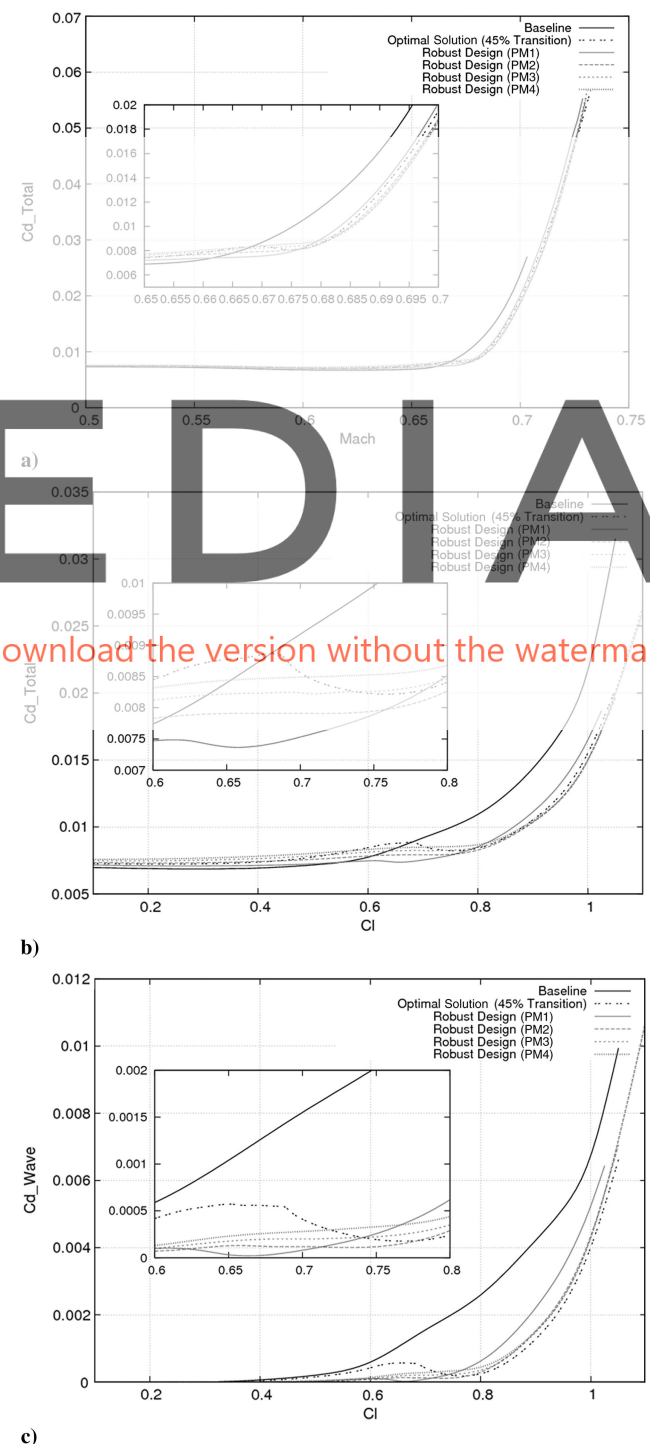 0.07
0.06
0.05
0.04
0.03
0.02
0.01
0
Cd_Total
Baseline
Optimal Solution (45% Transition)
Robust Design (PM1)
Robust Design (PM2)
Robust Design (PM3)
Robust Design (PM4)
0.02
0.018
0.016
0.014
0.012
0.01
0.008
0.006
0.65 0.655 0.66 0.665 0.67 0.675 0.68 0.685 0.69 0.695 0.7
0.5 0.55 0.6 0.65 0.7 0.75
Mach
a)
EDIA
0.035
0.03
0.025
0.02
0.015
0.01
0.005
Cd_Total
Baseline
Optimal Solution (45% Transition)
Robust Design (PM1)
Robust Design (PM2)
Robust Design (PM3)
Robust Design (PM4)
0.01
0.0095
0.009
0.0085
0.008
0.0075
0.007
0.6 0.65 0.7 0.75 0.8
ownload the version without the waterma
0.2 0.4 0.6 0.8 1
Cl
b)
0.012
0.01
0.008
0.006
0.004
0.002
0
Cd_Wave
Baseline
Optimal Solution (45% Transition)
Robust Design (PM1)
Robust Design (PM2)
Robust Design (PM3)
Robust Design (PM4)
0.002
0.0015
0.001
0.0005
0
0.6 0.65 0.7 0.75 0.8
0.2 0.4 0.6 0.8 1
Cl
c)